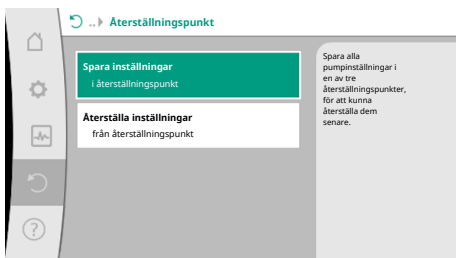 .. Återställningspunkt
Spara inställningar
i återställningspunkt
Återställa inställningar
från återställningspunkt
Spara alla
pumpinställningar i
en av tre
återställningspunkter,
för att kunna
återställa dem
senare.
?